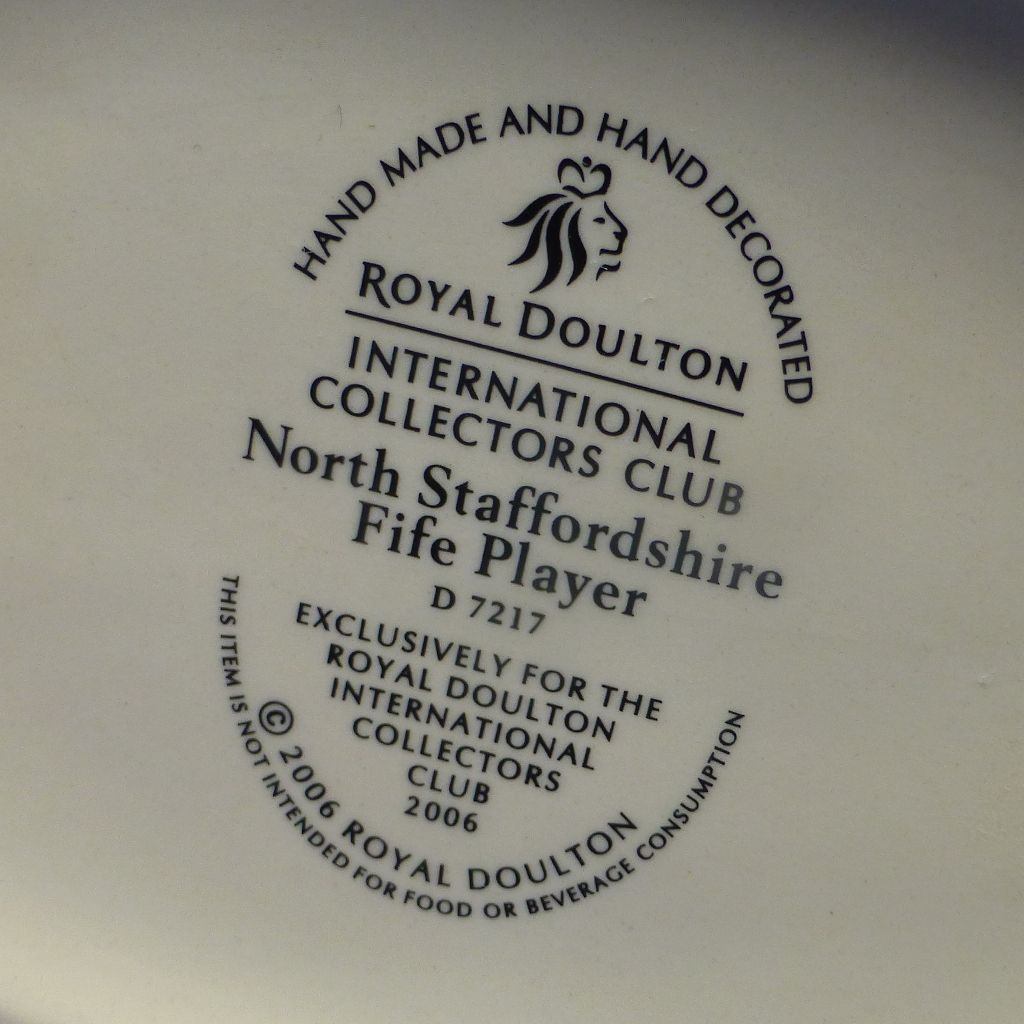 HAND MADE AND HAND DECORATED
ROYAL DOULTON
INTERNATIONAL
COLLECTORS CLUB
North Staffordshire
Fife Player
D 7217
EXCLUSIVELY FOR THE
ROYAL DOULTON
INTERNATIONAL
COLLECTORS
CLUB
2006
© 2006 ROYAL DOULTON
THIS ITEM IS NOT INTENDED FOR FOOD OR BEVERAGE CONSUMPTION